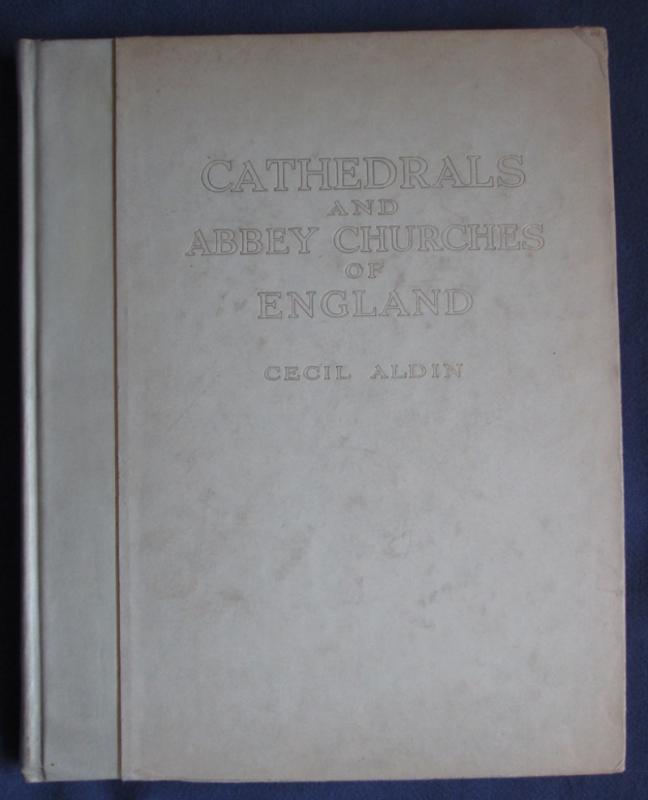 CATHEDRALS
AND
ABBEY CHURCHES
OF
ENGLAND
CECIL ALDIN